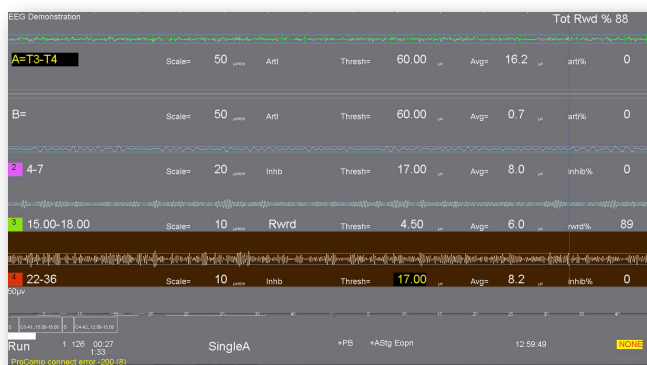 EEG Demonstration Tot Rwd % 88
A=T3-T4 Scale= 50 Artl Thresh= 60.00 Avg= 16.2 arti% 0
B= Scale= 50 Artl Thresh= 60.00 Avg= 0.7 arti% 0
2 4-7 Scale= 20 Inhb Thresh= 17.00 Avg= 8.0 inhib% 0
3 15.00-18.00 Scale= 10 Rwrd Thresh= 4.50 Avg= 6.0 rwrd% 89
4 22-36 Scale= 10 Inhb Thresh= 17.00 Avg= 8.2 inhib% 0
50µv
Run 1 126 00:27 SingleA +PB +AStg Eopn 12:59:49 NONE
1:33
ProComp connect error -200 (8)